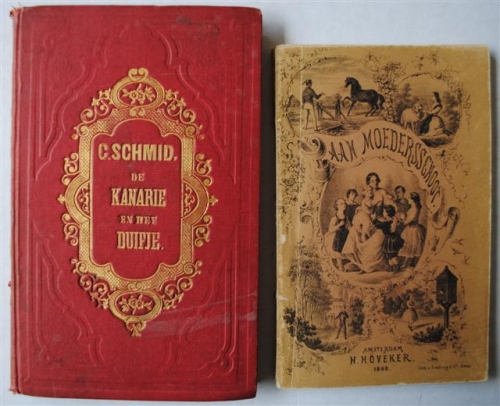 C. SCHMID.
DE
KANARIE
EN HET
DUIFJE.
AAN MOEDERSSCHOOT
AMSTERDAM
H. HÖVEKER.